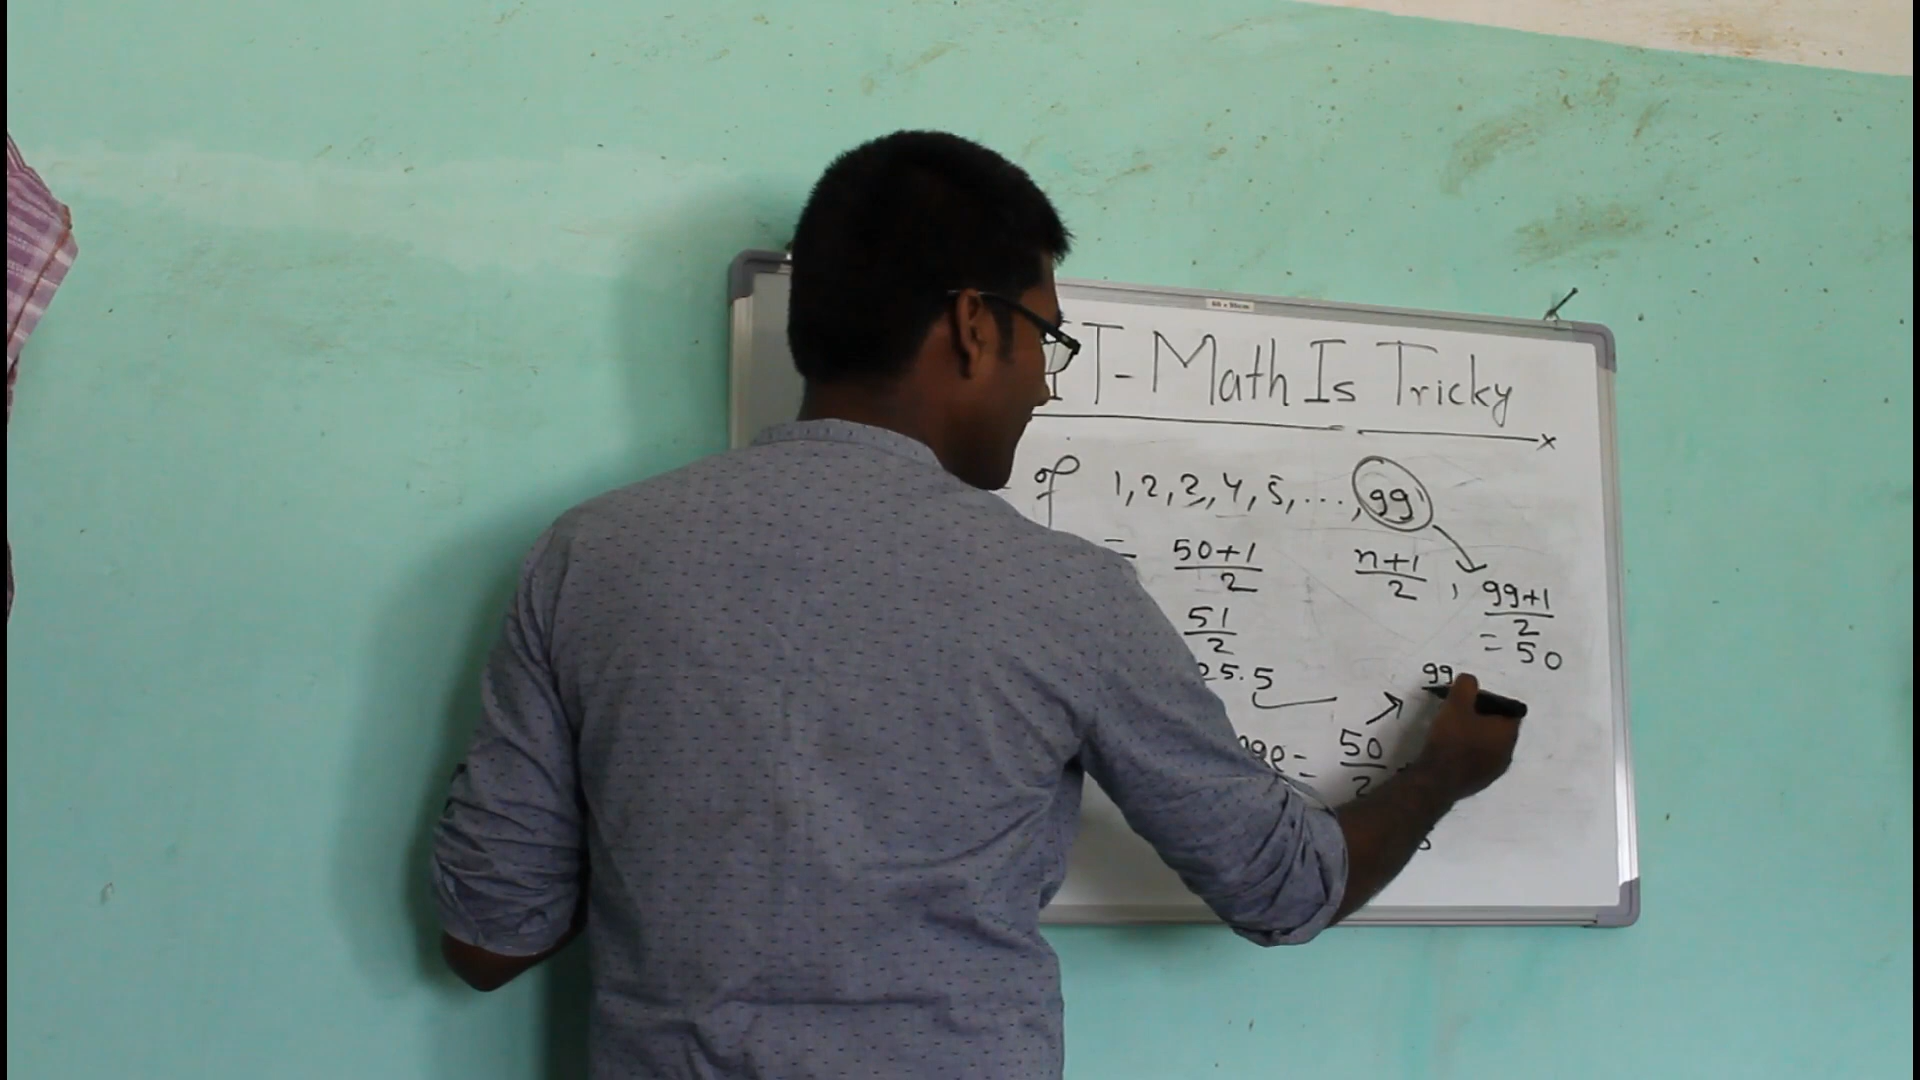 IT-Math Is Tricky
of 1, 2, 3, 4, 5, ..., 99
= 50+1/2 n+1/2 , 99+1/2
51/2 = 50
25.5 99
50/2